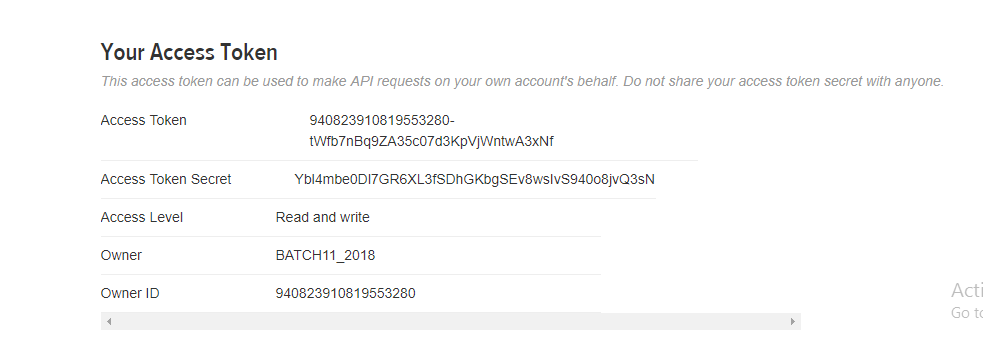 Your Access Token
This access token can be used to make API requests on your own account's behalf. Do not share your access token secret with anyone.
Access Token 940823910819553280-
tWfb7nBq9ZA35c07d3KpVjWntwA3xNf
Access Token Secret
Access Level Read and write
Owner BATCH11_2018
Owner ID 940823910819553280
Acti
Go to